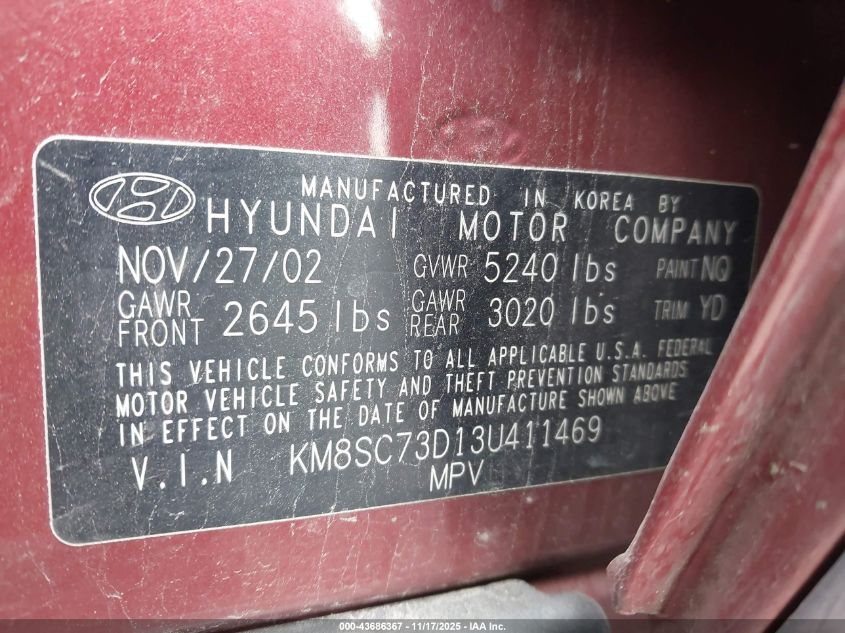 MANUFACTURED IN KOREA BY
HYUNDAI MOTOR COMPANY
NOV/27/02 GVWR 5240 lbs PAINT NQ
GAWR FRONT 2645 lbs GAWR REAR 3020 lbs TRIM YD
THIS VEHICLE CONFORMS TO ALL APPLICABLE U.S.A. FEDERAL
MOTOR VEHICLE SAFETY AND THEFT PREVENTION STANDARDS
IN EFFECT ON THE DATE OF MANUFACTURE SHOWN ABOVE
V.I.N KM8SC73D13U411469
MPV
000-43686367 - 11/17/2025 - IAA Inc.